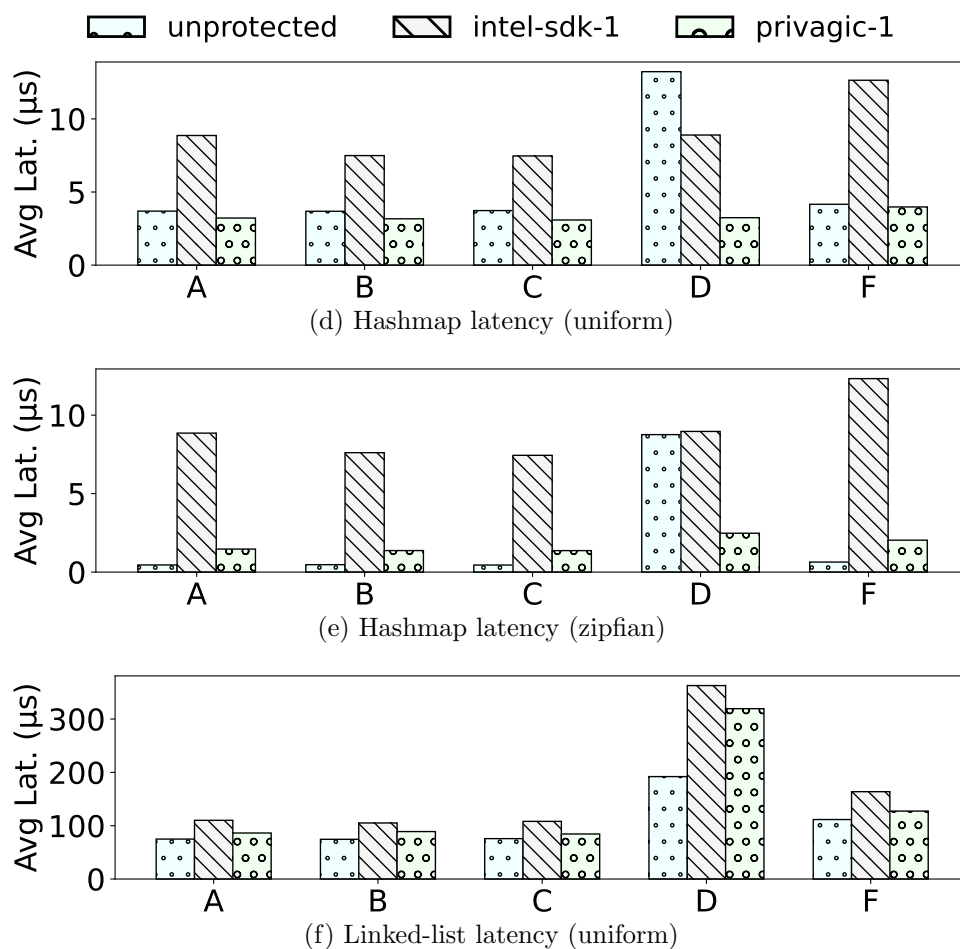 unprotected intel-sdk-1 privagic-1
Avg Lat. (µs)
10
5
0
A B C D F
(d) Hashmap latency (uniform)
Avg Lat. (µs)
10
5
0
A B C D F
(e) Hashmap latency (zipfian)
Avg Lat. (µs)
300
200
100
0
A B C D F
(f) Linked-list latency (uniform)